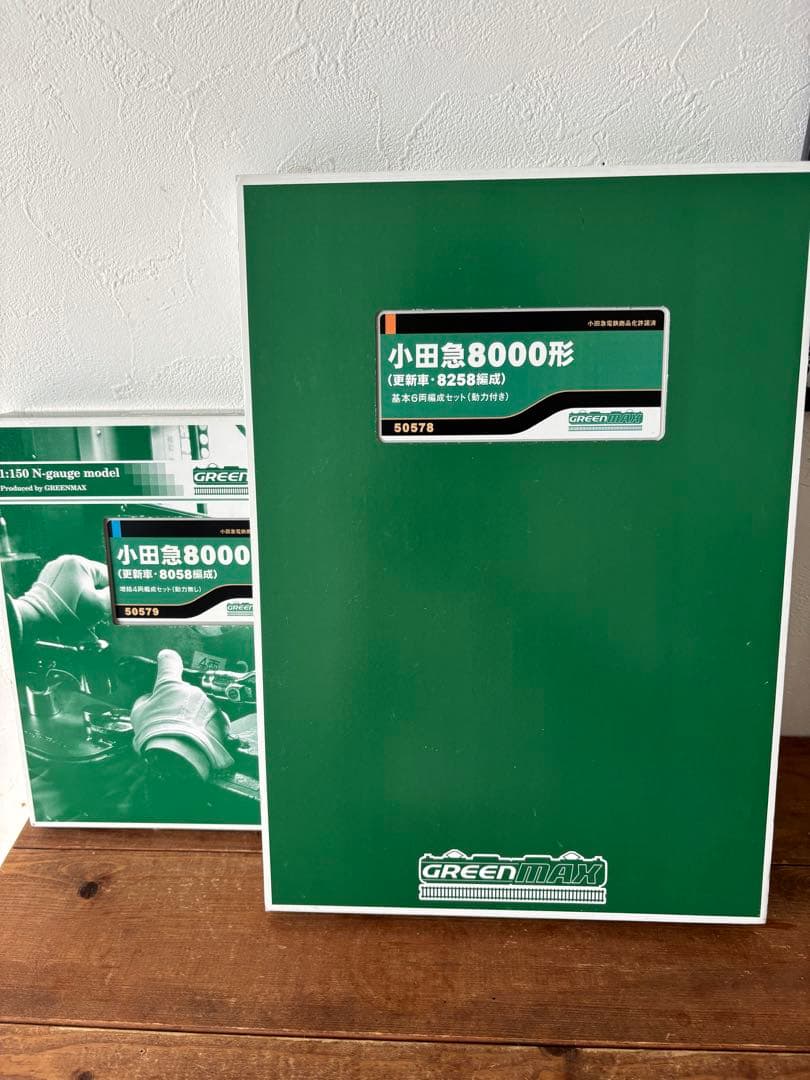 1:150 N-gauge model
Produced by GREENMAX
GREEN
小田急8000
(更新車・8058編成)
増結4両編成セット(動力無し)
50579
小田急電鉄商品化許諾済
小田急8000形
(更新車・8258編成)
基本6両編成セット(動力付き)
50578
GREENMAX
GREENMAX